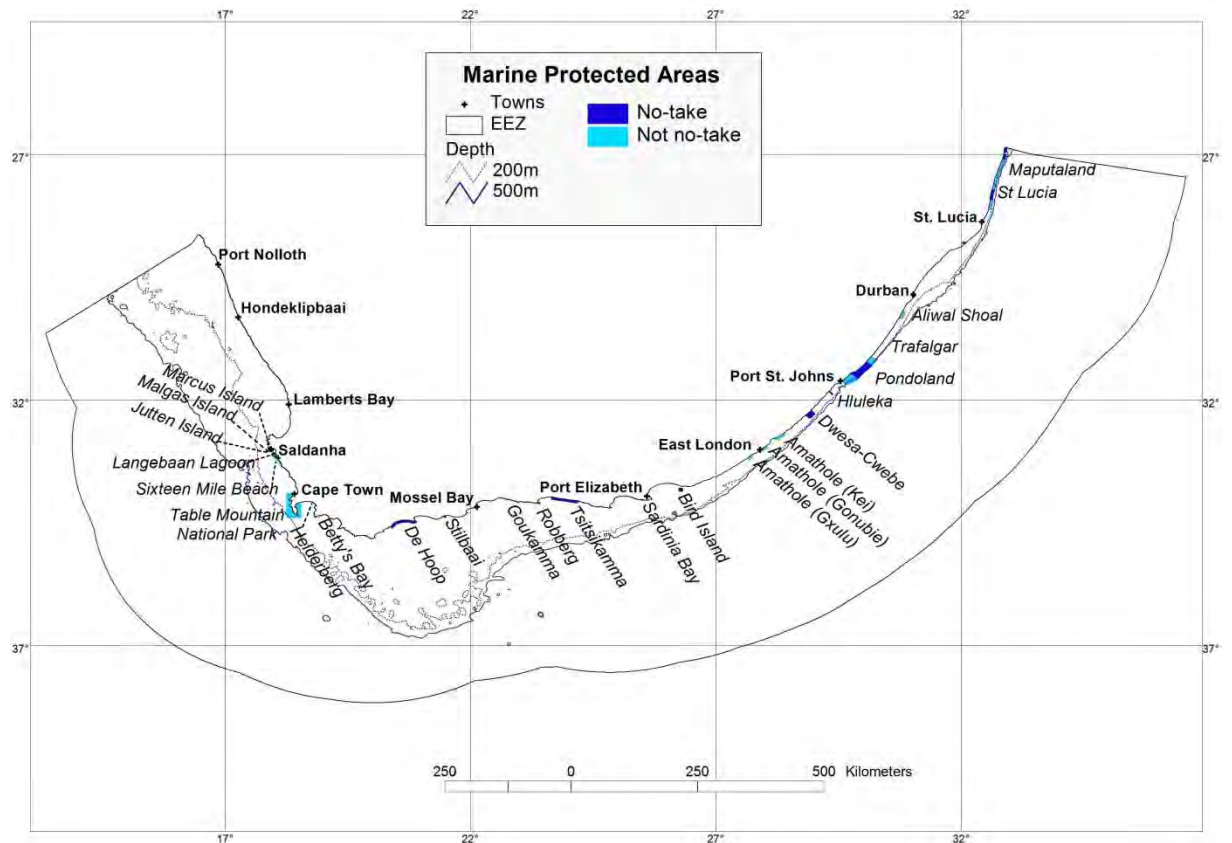 17°
22°
27°
32°
Marine Protected Areas
Towns
EEZ
Depth
200m
500m
No-take
Not no-take
27°
27°
Maputaland
St Lucia
St. Lucia
Port Nolloth
Durban
Hondeklipbaai
Aliwal Shoal
Trafalgar
Port St. Johns
Pondoland
Marcus Island
Malgas Island
Jutten Island
Lamberts Bay
32°
32°
Hluleka
Dwesa-Cwebe
Saldanha
East London
Langebaan Lagoon
Amathole (Kei)
Amathole (Gonubie)
Amathole (Gxulu)
Sixteen Mile Beach
Cape Town
Mossel Bay
Port Elizabeth
Table Mountain
National Park
Helderberg
Betty's Bay
De Hoop
Stilbaai
Goukamma
Robberg
Tsitsikamma
Sardinia Bay
Bird Island
37°
37°
250
0
250
500
Kilometers
17°
22°
27°
32°